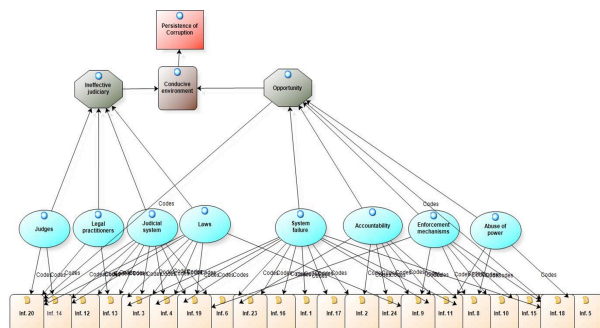 Persistence of
Corruption
Ineffective
judiciary
Conducive
environment
Opportunity
Codes
Codes
Judges
Legal
practitioners
Judicial
system
Laws
System
failure
Accountability
Enforcement
mechanisms
Abuse of
power
Codes
Inf. 20
Inf. 14
Inf. 12
Inf. 13
Inf. 3
Inf. 4
Inf. 19
Inf. 6
Inf. 23
Inf. 16
Inf. 1
Inf. 17
Inf. 2
Inf. 24
Inf. 9
Inf. 11
Inf. 8
Inf. 10
Inf. 15
Inf. 18
Inf. 5